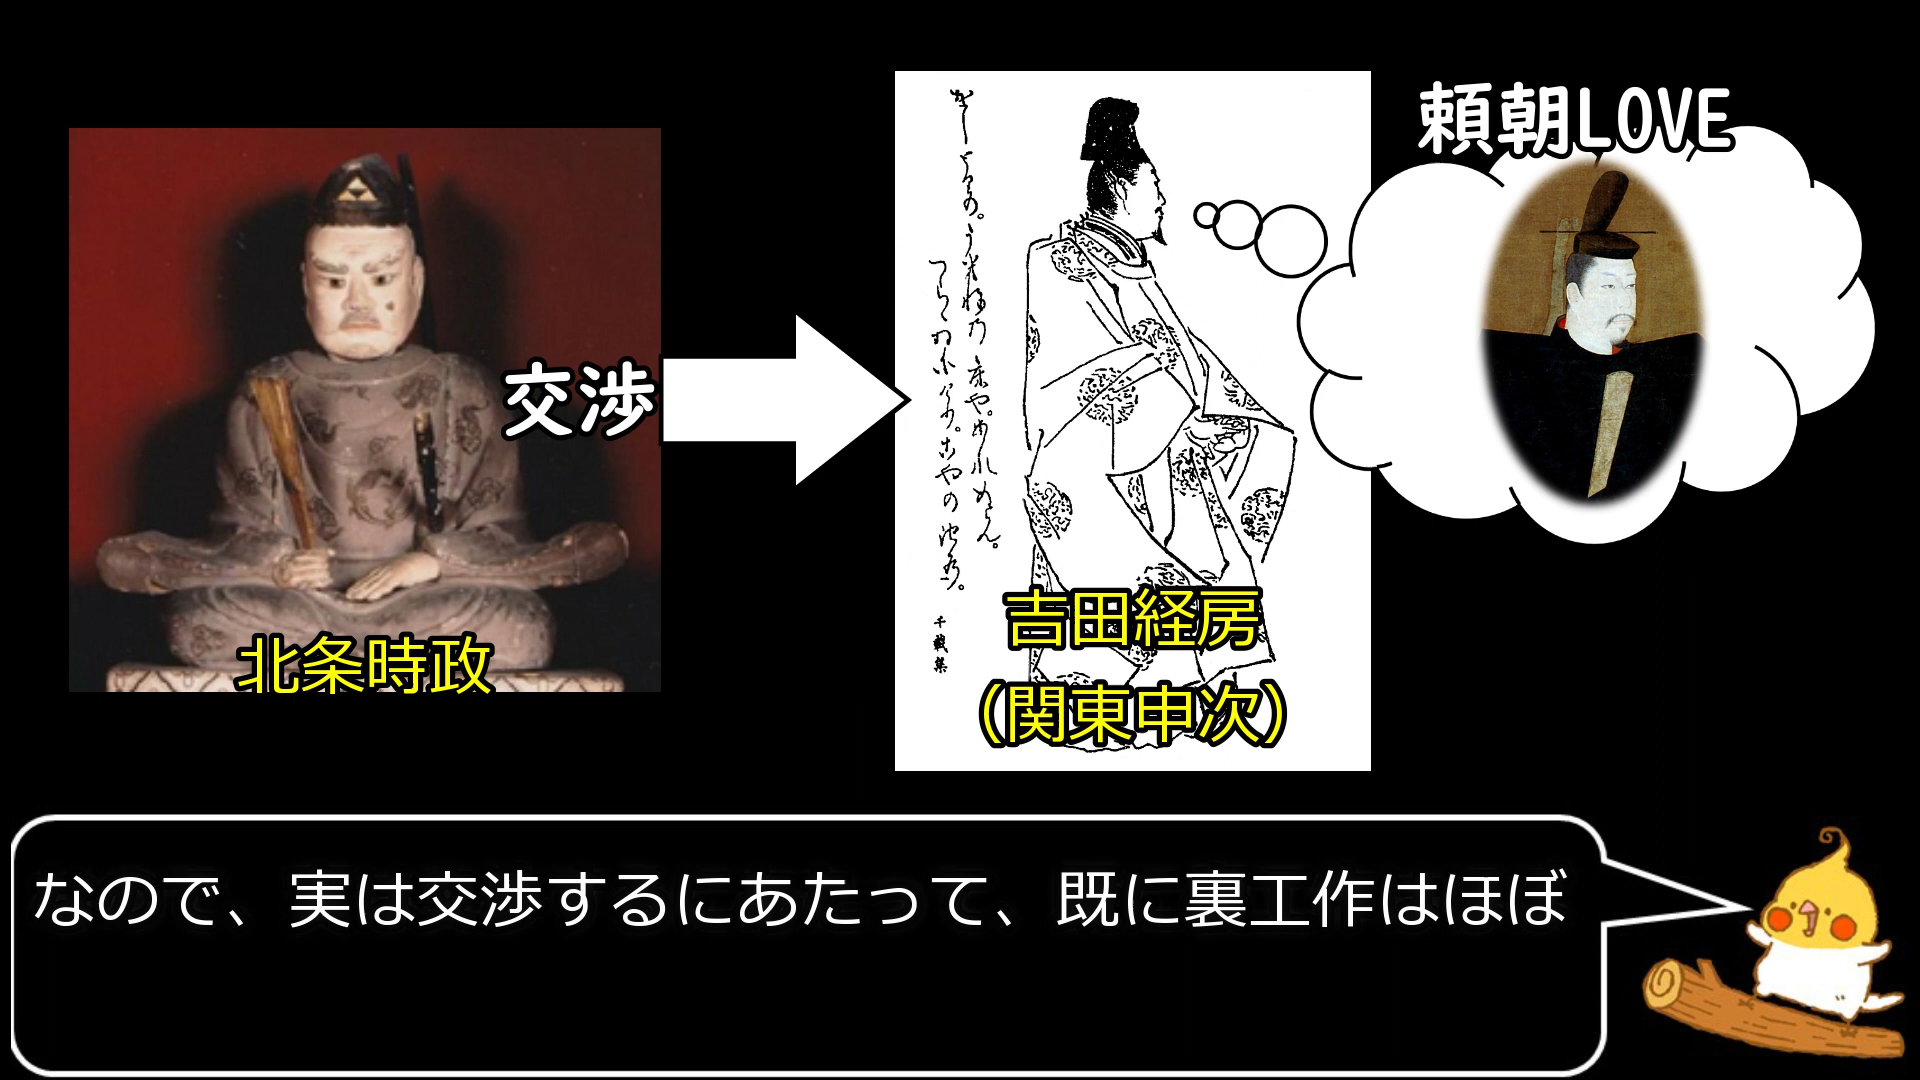 頼朝LOVE
交渉
北条時政
吉田経房
（関東申次）
千載集
なので、実は交渉するにあたって、既に裏工作はほぼ